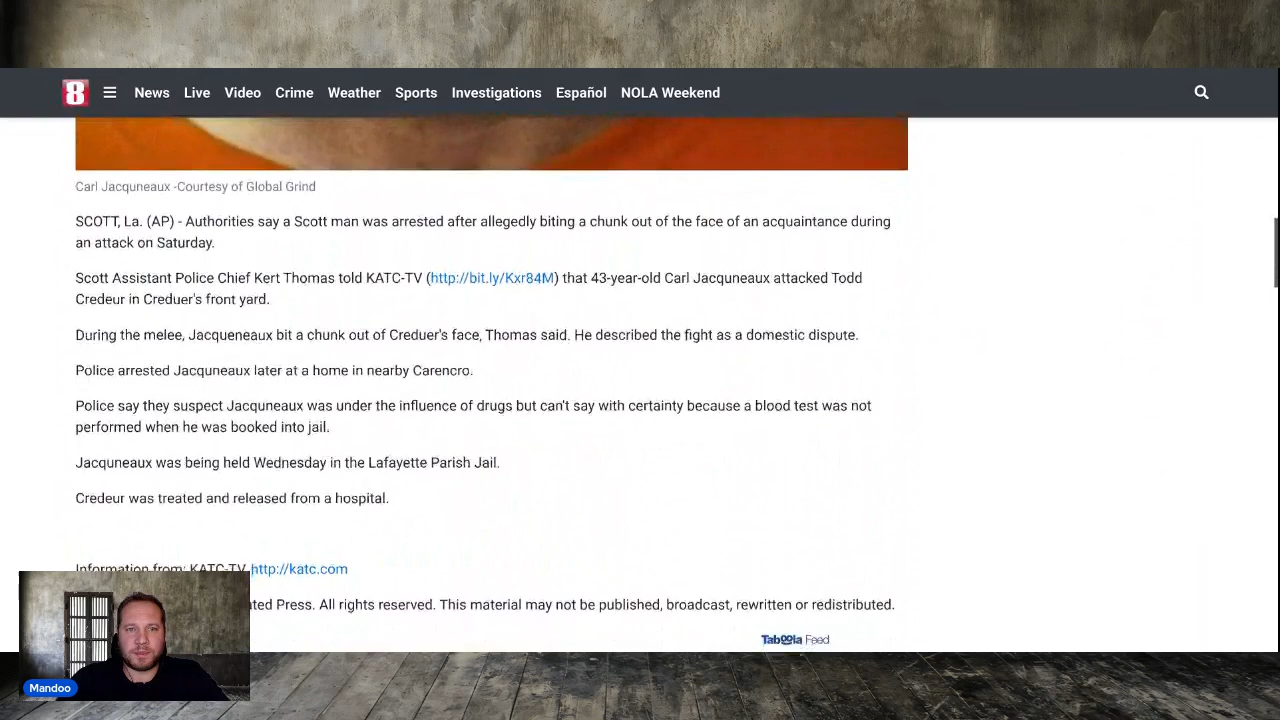 8 News Live Video Crime Weather Sports Investigations Español NOLA Weekend
Carl Jacquneaux -Courtesy of Global Grind
SCOTT, La. (AP) - Authorities say a Scott man was arrested after allegedly biting a chunk out of the face of an acquaintance during
an attack on Saturday.
Scott Assistant Police Chief Kert Thomas told KATC-TV (http://bit.ly/Kxr84M) that 43-year-old Carl Jacquneaux attacked Todd
Credeur in Creduer's front yard.
During the melee, Jacqueneaux bit a chunk out of Creduer's face, Thomas said. He described the fight as a domestic dispute.
Police arrested Jacquneaux later at a home in nearby Carencro.
Police say they suspect Jacquneaux was under the influence of drugs but can't say with certainty because a blood test was not
performed when he was booked into jail.
Jacquneaux was being held Wednesday in the Lafayette Parish Jail.
Credeur was treated and released from a hospital.
Information from: KATC-TV, http://katc.com
Press. All rights reserved. This material may not be published, broadcast, rewritten or redistributed.
Taboola Feed
Mandoo